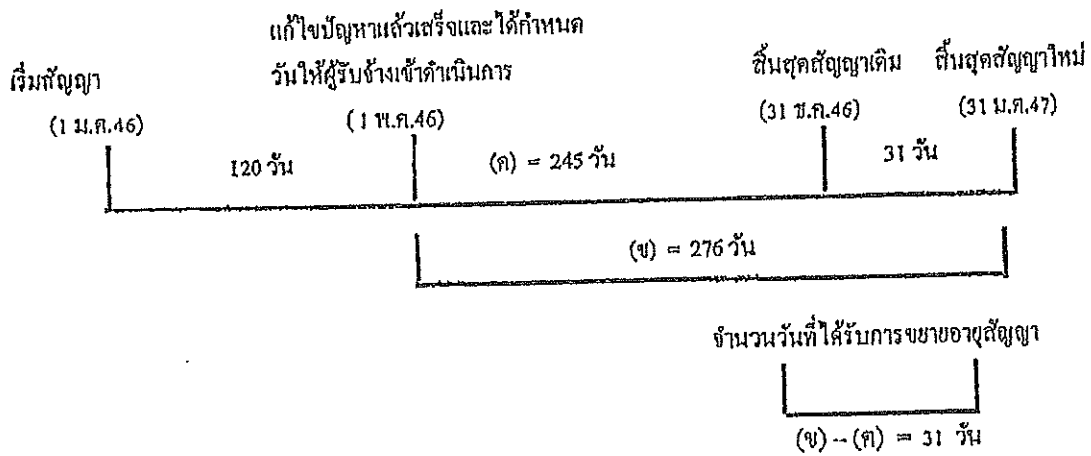 แก้ไขปัญหาแล้วเสร็จและได้กำหนด
วันให้ผู้รับจ้างเข้าดำเนินการ
เริ่มสัญญา
สิ้นสุดสัญญาเดิม
สิ้นสุดสัญญาใหม่
(1 ม.ค.46)
(1 พ.ค.46)
(31 ธ.ค.46)
(31 ม.ค.47)
120 วัน
(ค) = 245 วัน
31 วัน
(ข) = 276 วัน
จำนวนวันที่ได้รับการขยายอายุสัญญา
(ข) - (ค) = 31 วัน